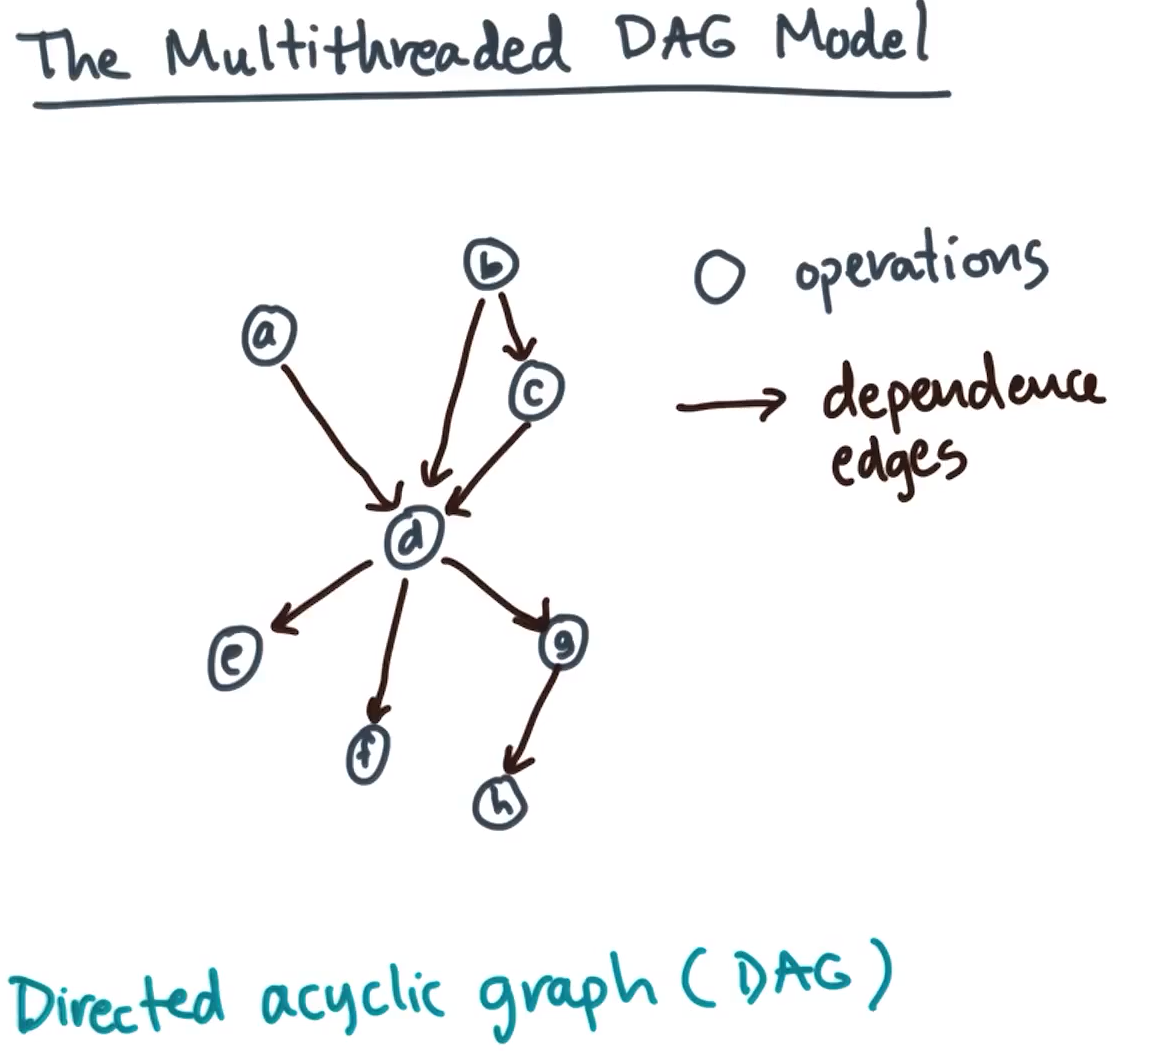 The Multithreaded DAG Model
b
operations
a
c
dependence
edges
d
e
g
f
h
Directed acyclic graph (DAG)